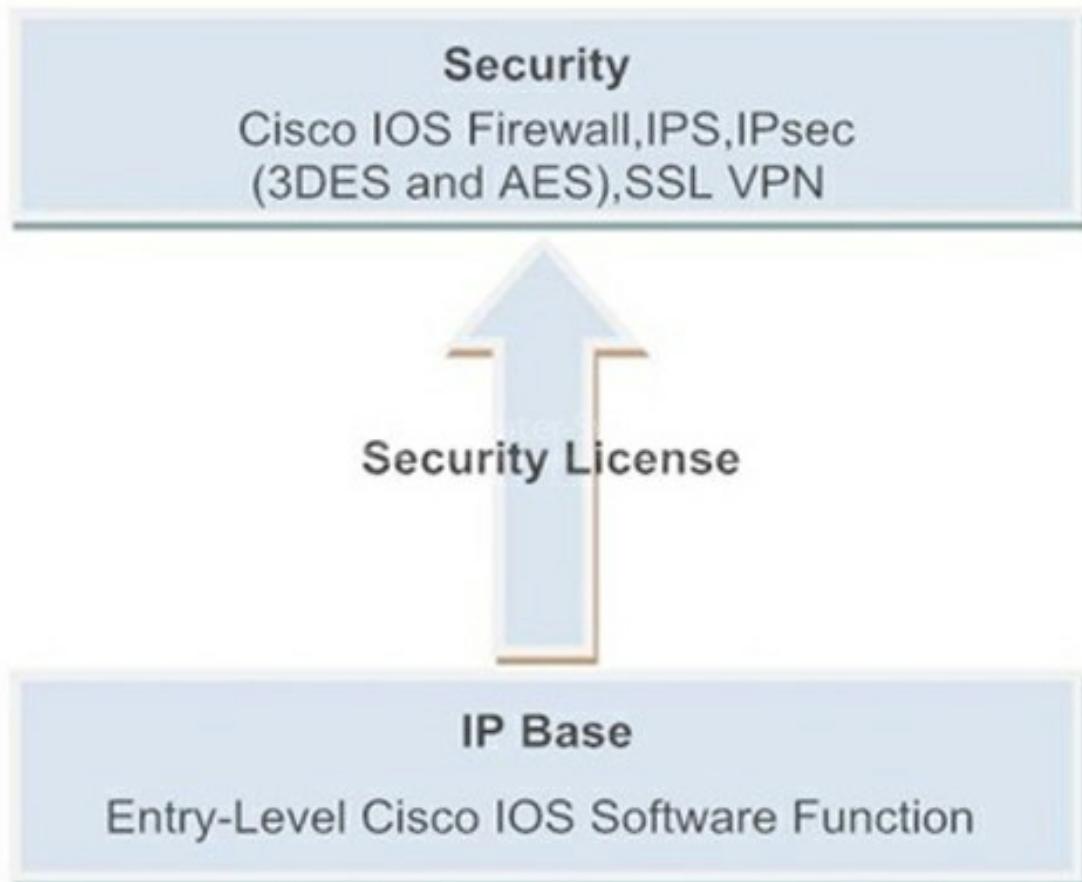 Security
Cisco IOS Firewall,IPS,IPsec
(3DES and AES),SSL VPN
Security License
IP Base
Entry-Level Cisco IOS Software Function